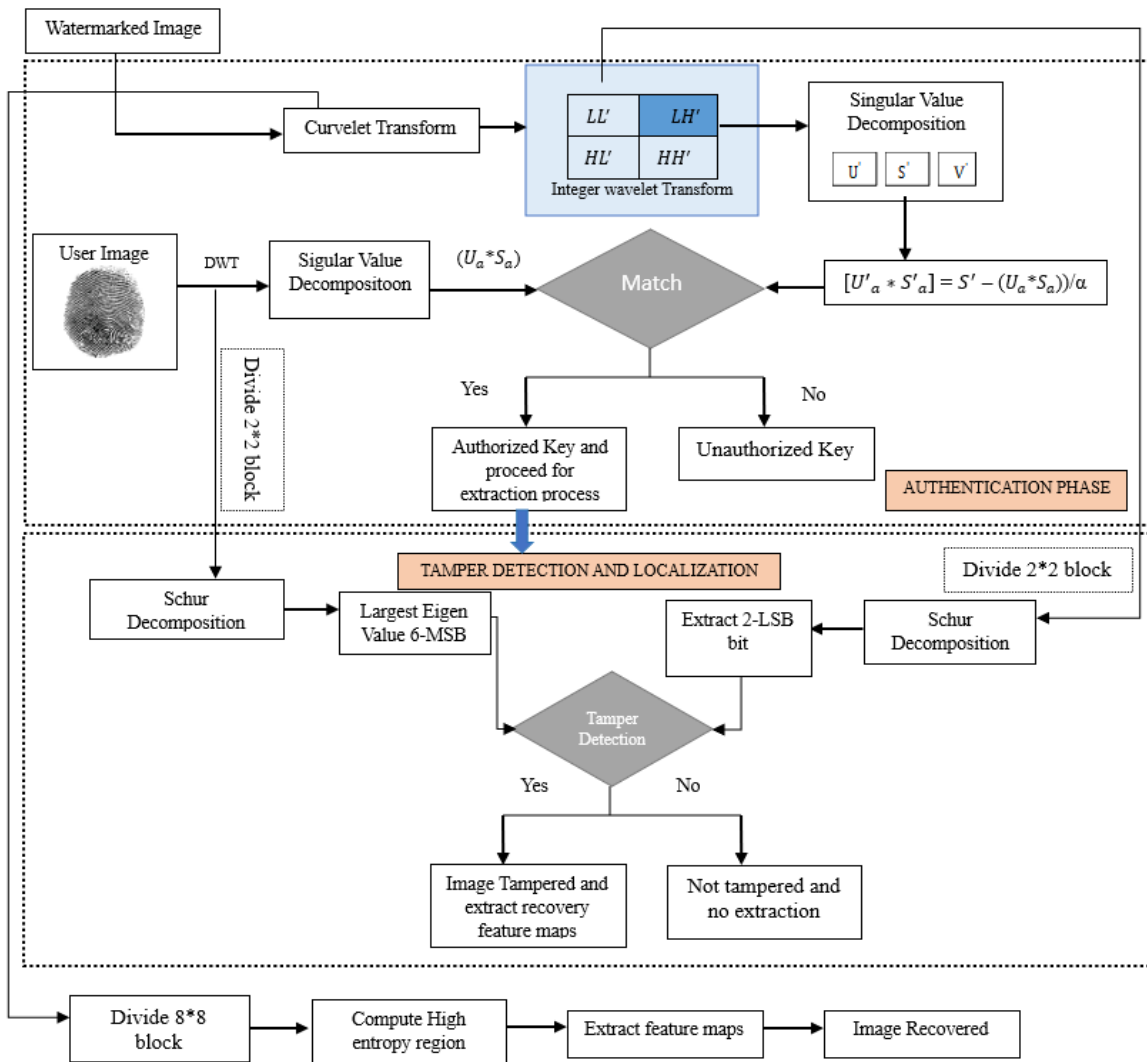 Watermarked Image
Curvelet Transform
LL′ LH′
HL′ HH′
Integer wavelet Transform
Singular Value
Decomposition
U' S' V'
User Image
DWT
Sigular Value
Decompositoon
(Uₐ*Sₐ)
Match
[U′ₐ ∗ S′ₐ] = S′ − (Uₐ*Sₐ))/α
Divide 2*2 block
Yes
No
Authorized Key and
proceed for
extraction process
Unauthorized Key
AUTHENTICATION PHASE
TAMPER DETECTION AND LOCALIZATION
Divide 2*2 block
Schur
Decomposition
Largest Eigen
Value 6-MSB
Extract 2-LSB
bit
Schur
Decomposition
Tamper
Detection
Yes
No
Image Tampered and
extract recovery
feature maps
Not tampered and
no extraction
Divide 8*8
block
Compute High
entropy region
Extract feature maps
Image Recovered